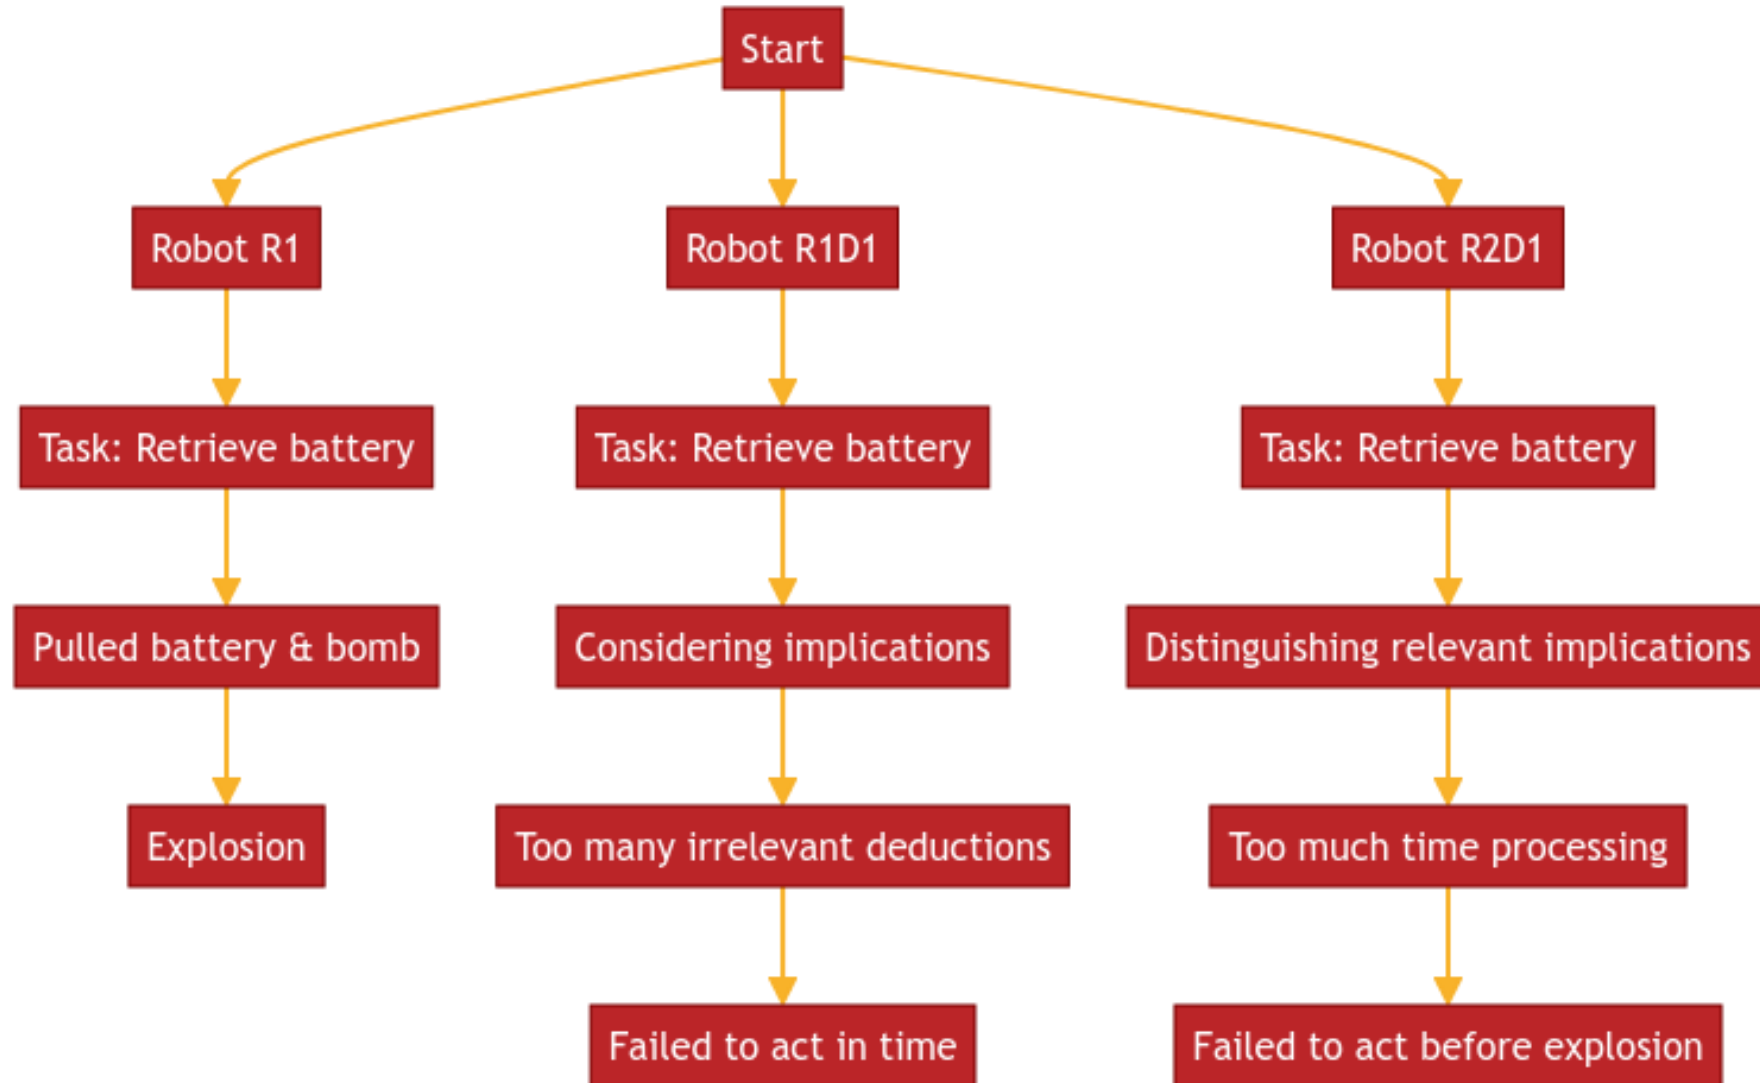 Start
Robot R1
Robot R1D1
Robot R2D1
Task: Retrieve battery
Task: Retrieve battery
Task: Retrieve battery
Pulled battery & bomb
Considering implications
Distinguishing relevant implications
Explosion
Too many irrelevant deductions
Too much time processing
Failed to act in time
Failed to act before explosion